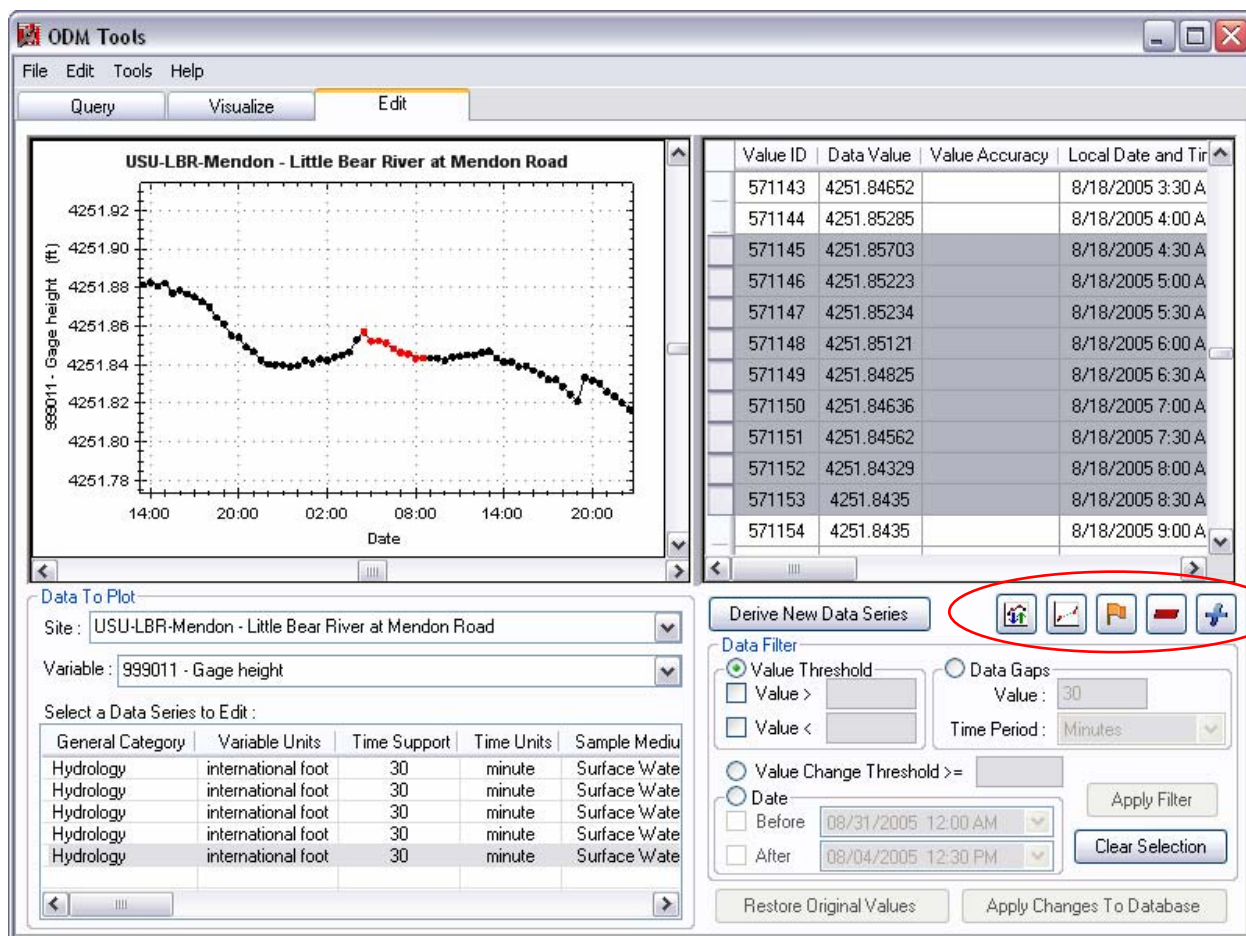 ODM Tools
File Edit Tools Help
Query Visualize Edit
USU-LBR-Mendon - Little Bear River at Mendon Road
999011 - Gage height (ft)
4251.92
4251.90
4251.88
4251.86
4251.84
4251.82
4251.80
4251.78
14:00 20:00 02:00 08:00 14:00 20:00
Date
Value ID Data Value Value Accuracy Local Date and Tir
571143 4251.84652 8/18/2005 3:30 A
571144 4251.85285 8/18/2005 4:00 A
571145 4251.85703 8/18/2005 4:30 A
571146 4251.85223 8/18/2005 5:00 A
571147 4251.85234 8/18/2005 5:30 A
571148 4251.85121 8/18/2005 6:00 A
571149 4251.84825 8/18/2005 6:30 A
571150 4251.84636 8/18/2005 7:00 A
571151 4251.84562 8/18/2005 7:30 A
571152 4251.84329 8/18/2005 8:00 A
571153 4251.8435 8/18/2005 8:30 A
571154 4251.8435 8/18/2005 9:00 A
Data To Plot
Site : USU-LBR-Mendon - Little Bear River at Mendon Road
Variable : 999011 - Gage height
Select a Data Series to Edit :
General Category Variable Units Time Support Time Units Sample Mediu
Hydrology international foot 30 minute Surface Wate
Hydrology international foot 30 minute Surface Wate
Hydrology international foot 30 minute Surface Wate
Hydrology international foot 30 minute Surface Wate
Hydrology international foot 30 minute Surface Wate
Derive New Data Series
Data Filter
Value Threshold
Value >
Value <
Data Gaps
Value : 30
Time Period : Minutes
Value Change Threshold >=
Date
Before 08/31/2005 12:00 AM
After 08/04/2005 12:30 PM
Apply Filter
Clear Selection
Restore Original Values Apply Changes To Database